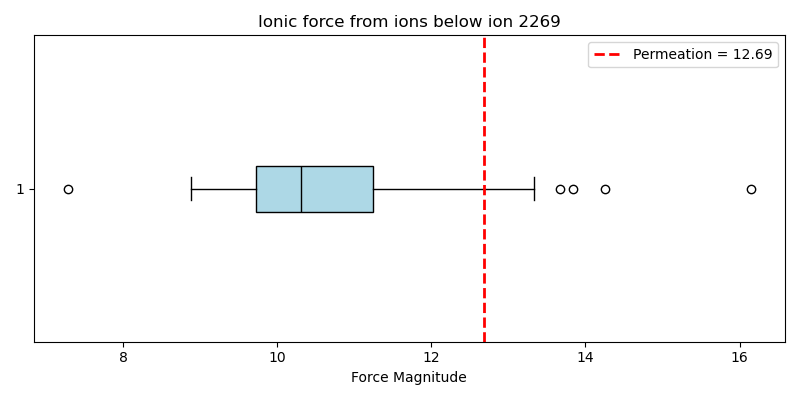 Ionic force from ions below ion 2269
Permeation = 12.69
1
8 10 12 14 16
Force Magnitude